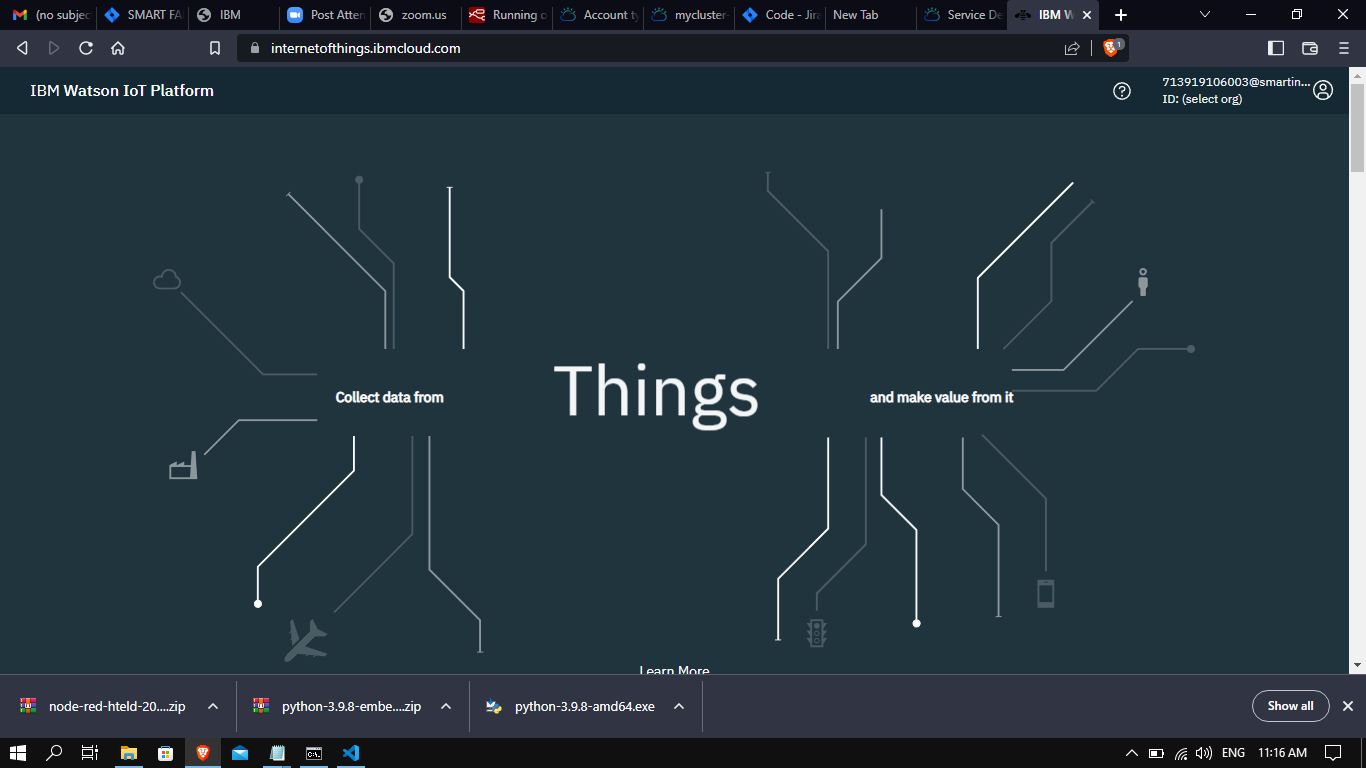 (no subjec
SMART FA
IBM
Post Atten
zoom.us
Running o
Account ty
mycluster-
Code - Jira
New Tab
Service De
IBM W
internetofthings.ibmcloud.com
1
IBM Watson IoT Platform
713919106003@smartin...
ID: (select org)
Collect data from
Things
and make value from it
Learn More
node-red-hteld-20....zip
python-3.9.8-embe....zip
python-3.9.8-amd64.exe
Show all
ENG
11:16 AM